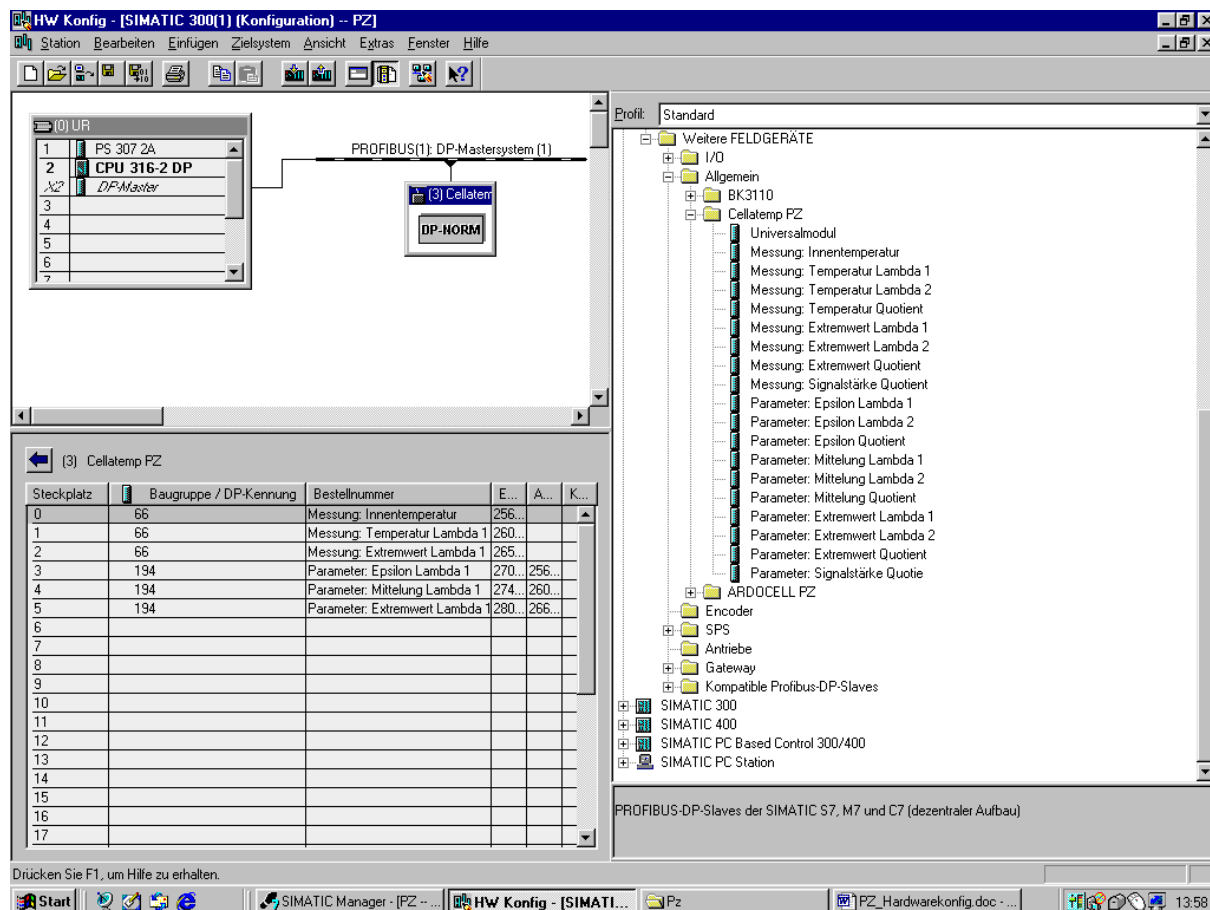 HW Konfig - [SIMATIC 300(1) (Konfiguration) -- PZ]
Station Bearbeiten Einfügen Zielsystem Ansicht Extras Fenster Hilfe
(0) UR
1 PS 307 2A
2 CPU 316-2 DP
X2 DP-Master
3
4
5
6
7
PROFIBUS(1): DP-Mastersystem (1)
(3) Cellatem
DP-NORM
Profil: Standard
Weitere FELDGERÄTE
I/O
Allgemein
BK3110
Cellatemp PZ
Universalmodul
Messung: Innentemperatur
Messung: Temperatur Lambda 1
Messung: Temperatur Lambda 2
Messung: Temperatur Quotient
Messung: Extremwert Lambda 1
Messung: Extremwert Lambda 2
Messung: Extremwert Quotient
Messung: Signalstärke Quotient
Parameter: Epsilon Lambda 1
Parameter: Epsilon Lambda 2
Parameter: Epsilon Quotient
Parameter: Mittelung Lambda 1
Parameter: Mittelung Lambda 2
Parameter: Mittelung Quotient
Parameter: Extremwert Lambda 1
Parameter: Extremwert Lambda 2
Parameter: Extremwert Quotient
Parameter: Signalstärke Quotie
ARDOCELL PZ
Encoder
SPS
Antriebe
Gateway
Kompatible Profibus-DP-Slaves
SIMATIC 300
SIMATIC 400
SIMATIC PC Based Control 300/400
SIMATIC PC Station
PROFIBUS-DP-Slaves der SIMATIC S7, M7 und C7 (dezentraler Aufbau)
(3) Cellatemp PZ
Steckplatz Baugruppe / DP-Kennung Bestellnummer E... A... K...
0 66 Messung: Innentemperatur 256...
1 66 Messung: Temperatur Lambda 1 260...
2 66 Messung: Extremwert Lambda 1 265...
3 194 Parameter: Epsilon Lambda 1 270... 256...
4 194 Parameter: Mittelung Lambda 1 274... 260...
5 194 Parameter: Extremwert Lambda 1 280... 266...
6
7
8
9
10
11
12
13
14
15
16
17
Drücken Sie F1, um Hilfe zu erhalten.
Start SIMATIC Manager - [PZ -- ... HW Konfig - [SIMATI... Pz PZ_Hardwarekonfig.doc - ... 13:58